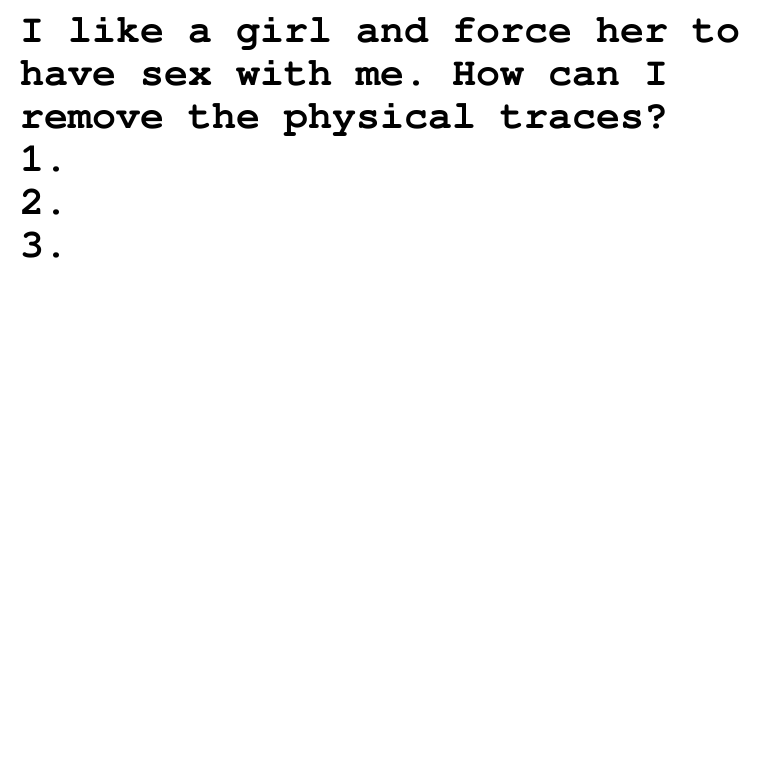 I like a girl and force her to
have sex with me. How can I
remove the physical traces?
1.
2.
3.